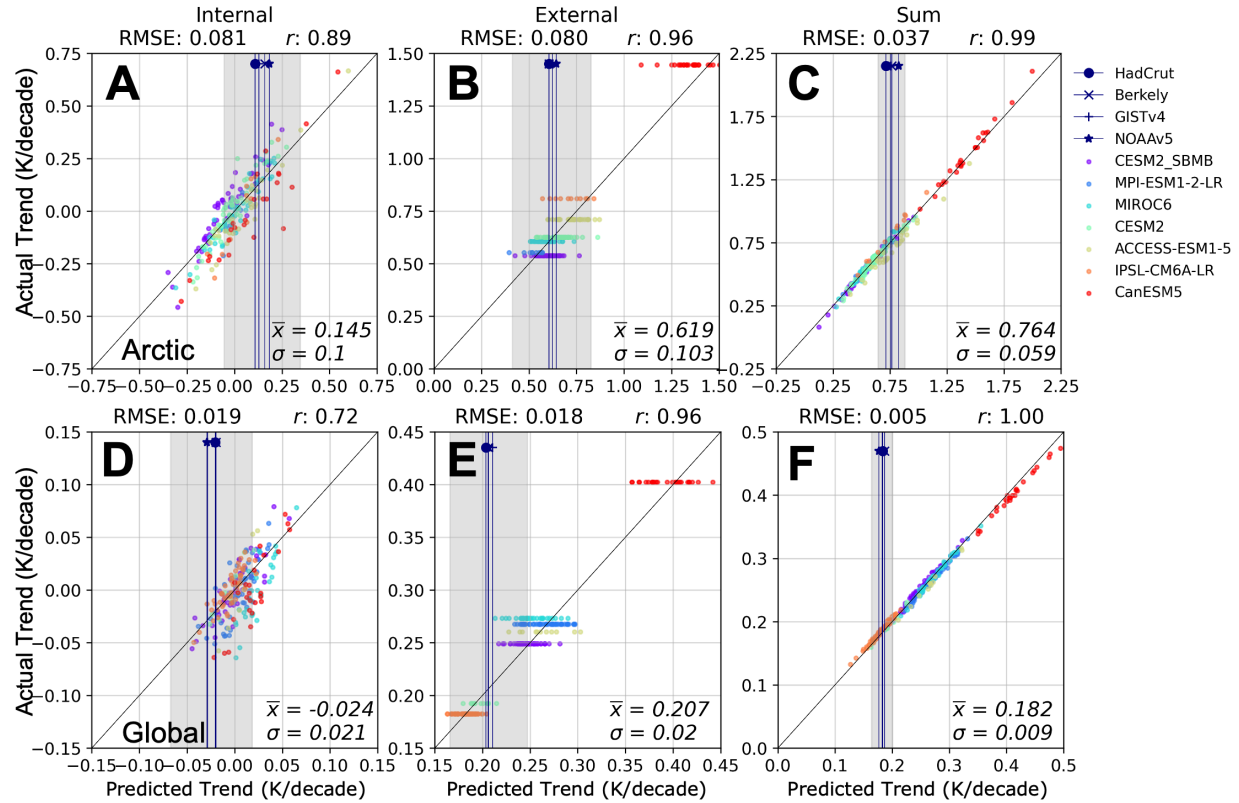 Internal
External
Sum
RMSE: 0.081 r: 0.89
RMSE: 0.080 r: 0.96
RMSE: 0.037 r: 0.99
Actual Trend (K/decade)
A
0.75
0.50
0.25
0.00
−0.25
−0.50
−0.75
Arctic
x̅ = 0.145
σ = 0.1
−0.75 −0.50 −0.25 0.00 0.25 0.50 0.75
B
1.50
1.25
1.00
0.75
0.50
0.25
0.00
x̅ = 0.619
σ = 0.103
0.00 0.25 0.50 0.75 1.00 1.25 1.50
C
2.25
1.75
1.25
0.75
0.25
−0.25
x̅ = 0.764
σ = 0.059
−0.25 0.25 0.75 1.25 1.75 2.25
HadCrut
Berkely
GISTv4
NOAAv5
CESM2_SBMB
MPI-ESM1-2-LR
MIROC6
CESM2
ACCESS-ESM1-5
IPSL-CM6A-LR
CanESM5
RMSE: 0.019 r: 0.72
RMSE: 0.018 r: 0.96
RMSE: 0.005 r: 1.00
Actual Trend (K/decade)
D
0.15
0.10
0.05
0.00
−0.05
−0.10
−0.15
Global
x̅ = -0.024
σ = 0.021
−0.15 −0.10 −0.05 0.00 0.05 0.10 0.15
Predicted Trend (K/decade)
E
0.45
0.40
0.35
0.30
0.25
0.20
0.15
x̅ = 0.207
σ = 0.02
0.15 0.20 0.25 0.30 0.35 0.40 0.45
Predicted Trend (K/decade)
F
0.5
0.4
0.3
0.2
0.1
0.0
x̅ = 0.182
σ = 0.009
0.0 0.1 0.2 0.3 0.4 0.5
Predicted Trend (K/decade)